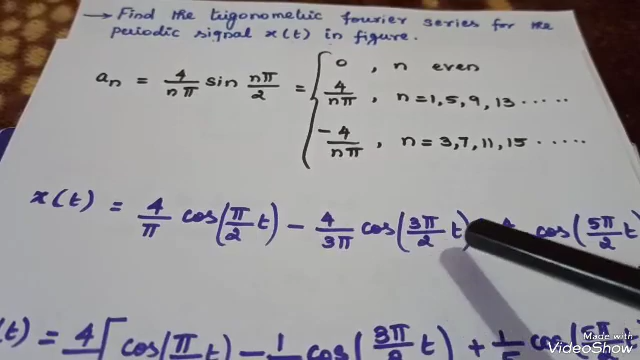 → Find the trigonometric fourier series for the
periodic signal x(t) in figure.
aₙ = 4/nπ sin nπ/2 = { 0 , n even
4/nπ , n = 1, 5, 9, 13 .....
-4/nπ , n = 3, 7, 11, 15 .....
x(t) = 4/π cos(π/2 t) - 4/3π cos(3π/2 t) cos(5π/2 t
(t) = 4 [ cos(π t) - 1 cos( 3π t) + 1 cos(5π
Made With
VideoShow